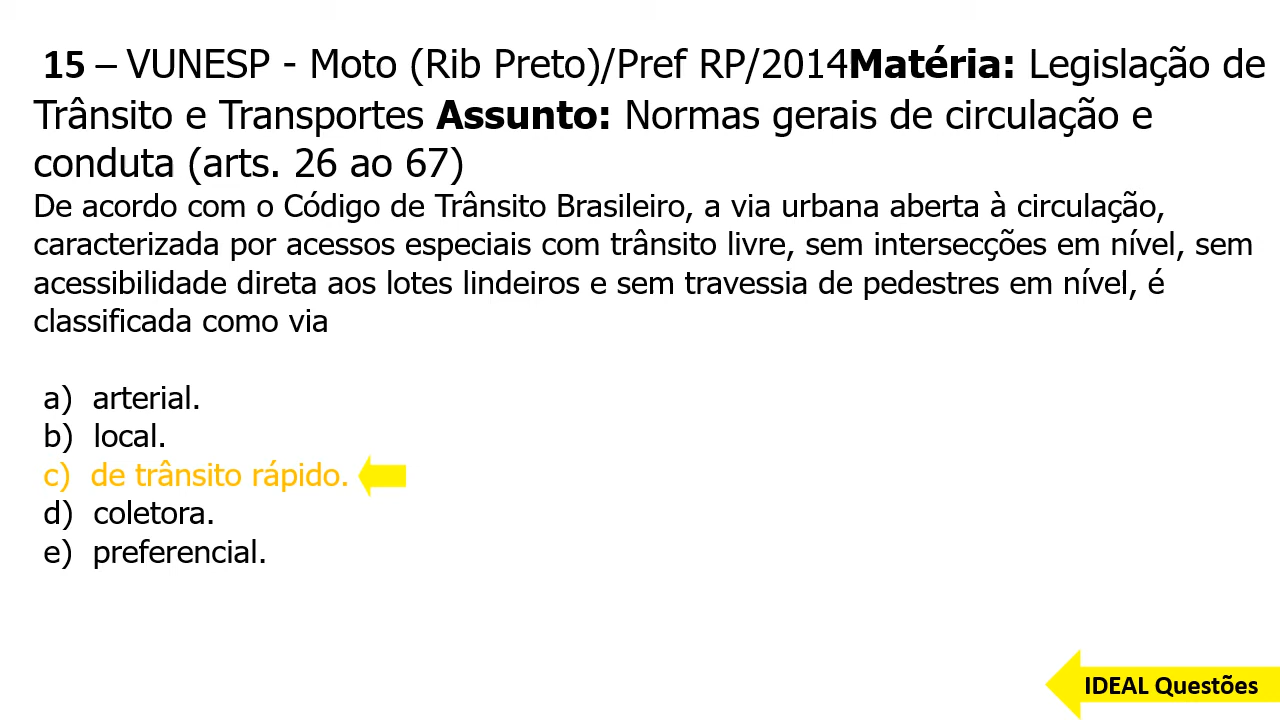 15 – VUNESP - Moto (Rib Preto)/Pref RP/2014Matéria: Legislação de
Trânsito e Transportes Assunto: Normas gerais de circulação e
conduta (arts. 26 ao 67)
De acordo com o Código de Trânsito Brasileiro, a via urbana aberta à circulação,
caracterizada por acessos especiais com trânsito livre, sem intersecções em nível, sem
acessibilidade direta aos lotes lindeiros e sem travessia de pedestres em nível, é
classificada como via
a) arterial.
b) local.
c) de trânsito rápido.
d) coletora.
e) preferencial.
IDEAL Questões